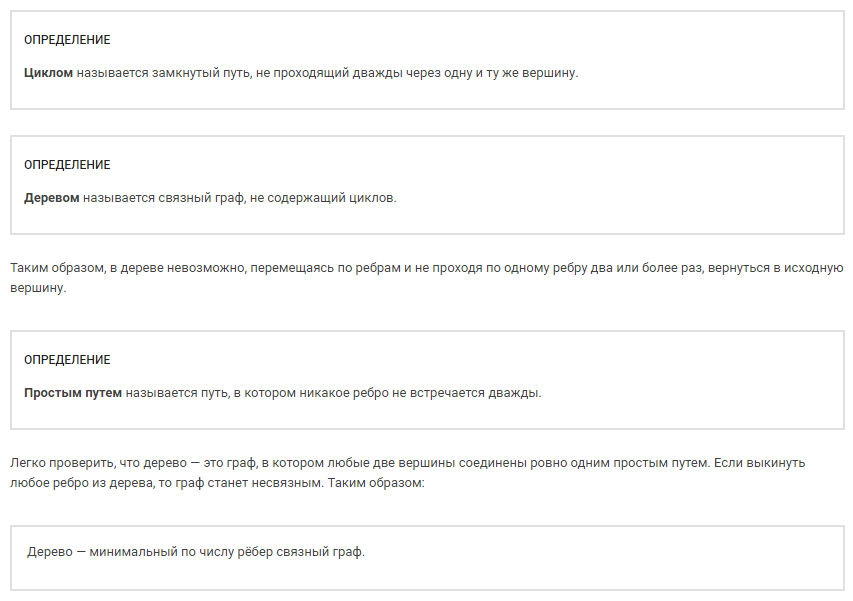 ОПРЕДЕЛЕНИЕ
Циклом называется замкнутый путь, не проходящий дважды через одну и ту же вершину.
ОПРЕДЕЛЕНИЕ
Деревом называется связный граф, не содержащий циклов.
Таким образом, в дереве невозможно, перемещаясь по ребрам и не проходя по одному ребру два или более раз, вернуться в исходную
вершину.
ОПРЕДЕЛЕНИЕ
Простым путем называется путь, в котором никакое ребро не встречается дважды.
Легко проверить, что дерево — это граф, в котором любые две вершины соединены ровно одним простым путем. Если выкинуть
любое ребро из дерева, то граф станет несвязным. Таким образом:
Дерево — минимальный по числу рёбер связный граф.